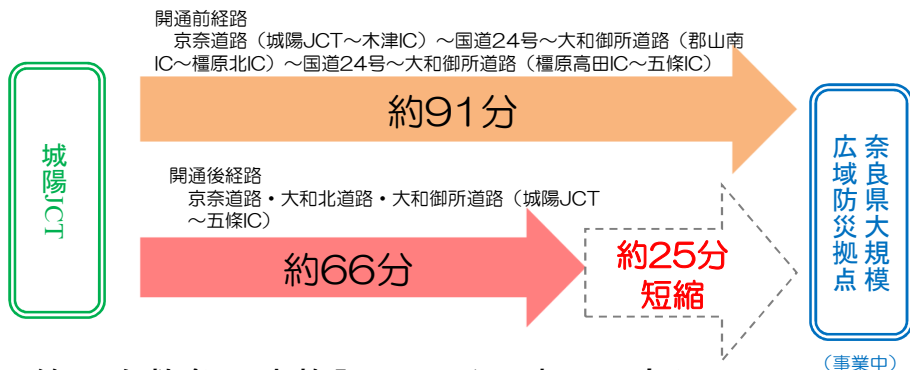 開通前経路
京奈道路（城陽JCT～木津IC）～国道24号～大和御所道路（郡山南
IC～橿原北IC）～国道24号～大和御所道路（橿原高田IC～五條IC）
約91分
城陽JCT
開通後経路
京奈道路・大和北道路・大和御所道路（城陽JCT
～五條IC）
約66分
約25分
短縮
奈良県大規模
広域防災拠点
（事業中）